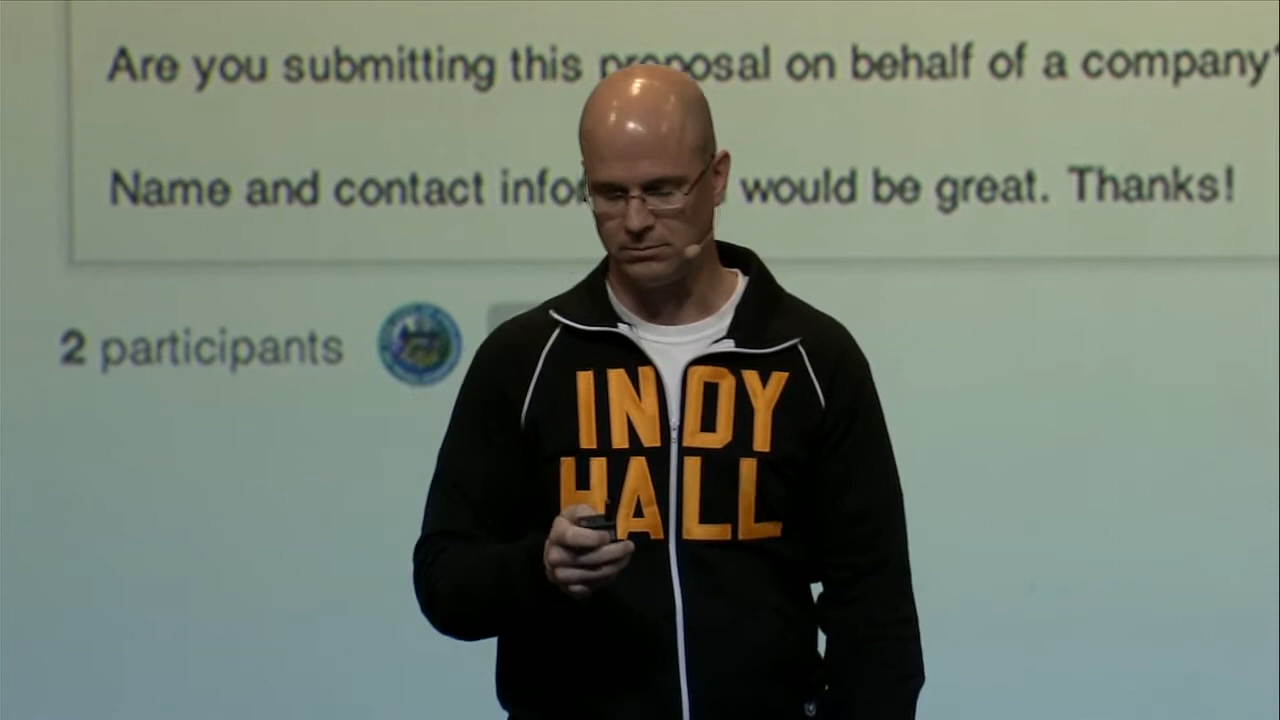 Are you submitting this proposal on behalf of a company?
Name and contact would be great. Thanks!
2 participants
INDY
HALL